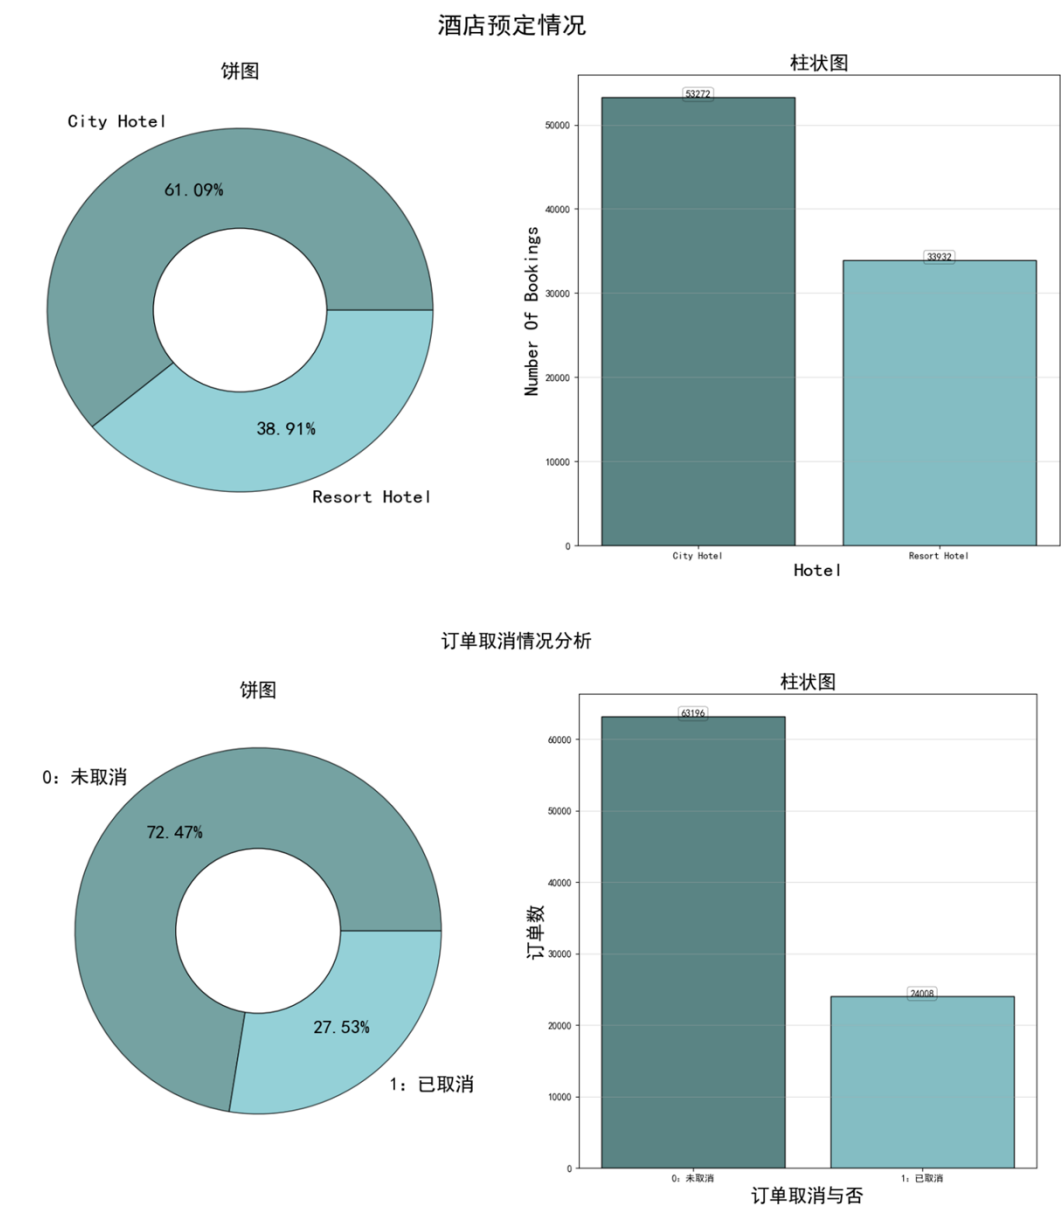 酒店预定情况
饼图
City Hotel
61.09%
38.91%
Resort Hotel
柱状图
53272
33932
50000
40000
30000
20000
10000
0
Number Of Bookings
City Hotel
Resort Hotel
Hotel
订单取消情况分析
饼图
0: 未取消
72.47%
27.53%
1: 已取消
柱状图
63196
24008
60000
50000
40000
30000
20000
10000
0
订单数
0: 未取消
1: 已取消
订单取消与否